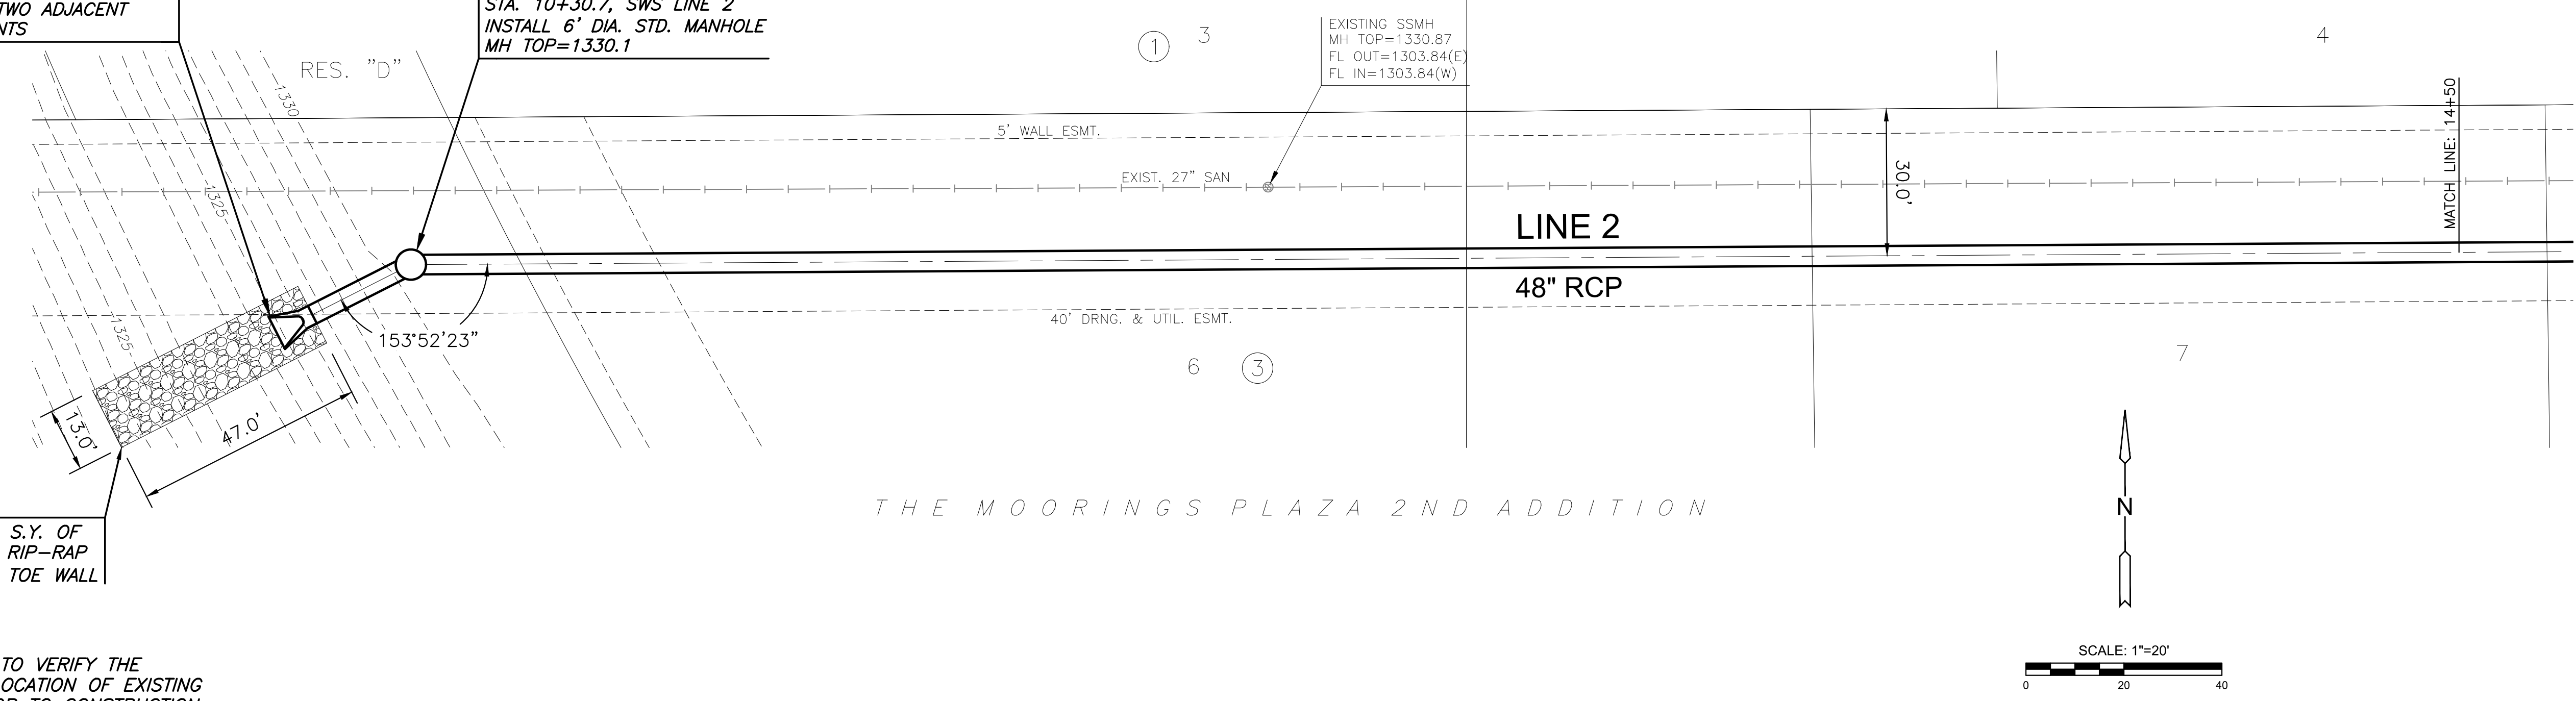 TWO ADJACENT
STA. 10+30.7, SWS LINE 2
INSTALL 6' DIA. STD. MANHOLE
MH TOP=1330.1
RES. "D"
1330
1325
1325
1
3
EXISTING SSMH
MH TOP=1330.87
FL OUT=1303.84(E)
FL IN=1303.84(W)
4
5' WALL ESMT.
EXIST. 27" SAN
30.0'
MATCH LINE: 14+50
LINE 2
48" RCP
153°52'23"
40' DRNG. & UTIL. ESMT.
6
3
7
13.0'
47.0'
THE MOORINGS PLAZA 2ND ADDITION
S.Y. OF
RIP-RAP
TOE WALL
N
TO VERIFY THE
OF EXISTING
TO CONSTRUCTION
SCALE: 1"=20'
0 20 40